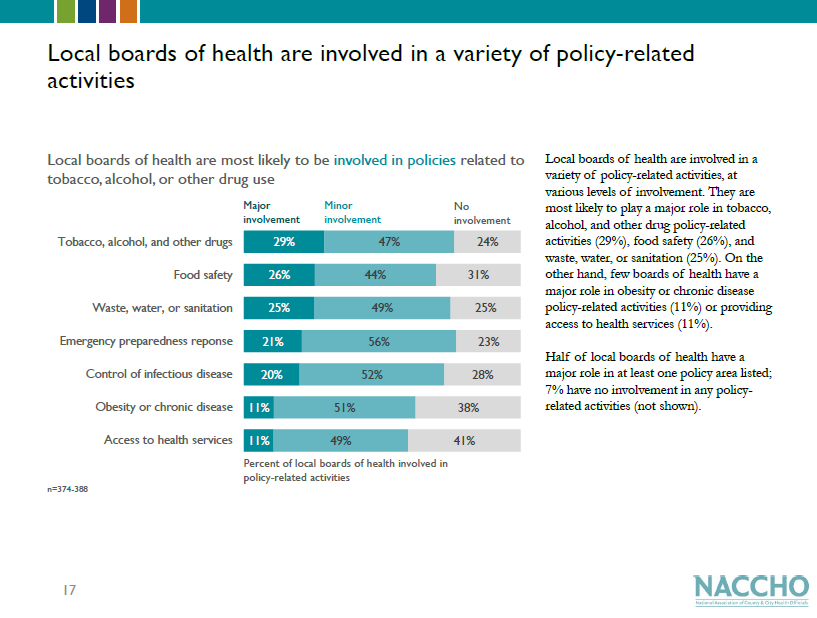 Local boards of health are involved in a variety of policy-related
activities
Local boards of health are most likely to be involved in policies related to
tobacco, alcohol, or other drug use
Major
involvement
Minor
involvement
No
involvement
Tobacco, alcohol, and other drugs 29% 47% 24%
Food safety 26% 44% 31%
Waste, water, or sanitation 25% 49% 25%
Emergency preparedness reponse 21% 56% 23%
Control of infectious disease 20% 52% 28%
Obesity or chronic disease 11% 51% 38%
Access to health services 11% 49% 41%
Percent of local boards of health involved in
policy-related activities
n=374-388
Local boards of health are involved in a
variety of policy-related activities, at
various levels of involvement. They are
most likely to play a major role in tobacco,
alcohol, and other drug policy-related
activities (29%), food safety (26%), and
waste, water, or sanitation (25%). On the
other hand, few boards of health have a
major role in obesity or chronic disease
policy-related activities (11%) or providing
access to health services (11%).
Half of local boards of health have a
major role in at least one policy area listed;
7% have no involvement in any policy-
related activities (not shown).
17
NACCHO
National Association of County & City Health Officials